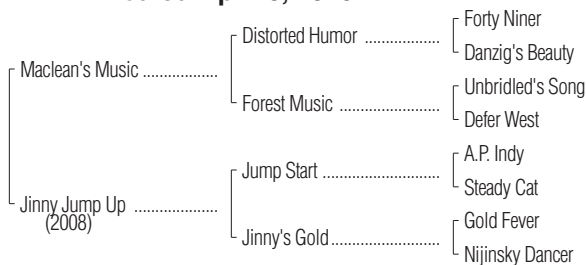 Forty Niner
Distorted Humor ....................
Danzig's Beauty
Maclean's Music ..................
Unbridled's Song
Forest Music ..........................
Defer West
A.P. Indy
Jump Start ..............................
Steady Cat
Jinny Jump Up ....................
(2008)
Gold Fever
Jinny's Gold............................
Nijinsky Dancer